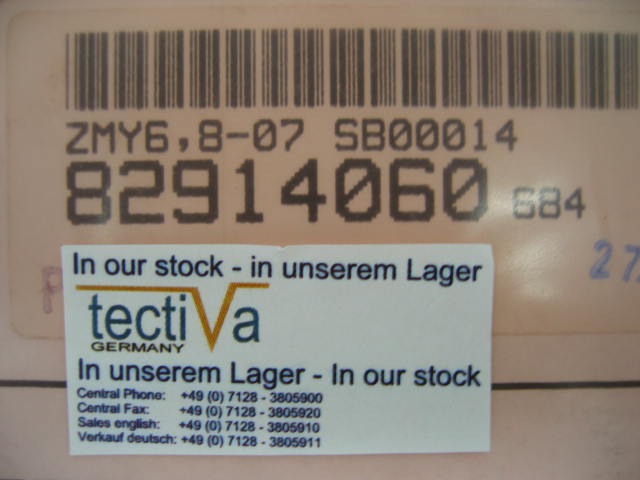 ZMY6,8-07 SB00014
82914060 684
27
In our stock - in unserem Lager
tectiVa
GERMANY
In unserem Lager - In our stock
Central Phone: +49 (0) 7128 - 3805900
Central Fax: +49 (0) 7128 - 3805920
Sales english: +49 (0) 7128 - 3805910
Verkauf deutsch: +49 (0) 7128 - 3805911